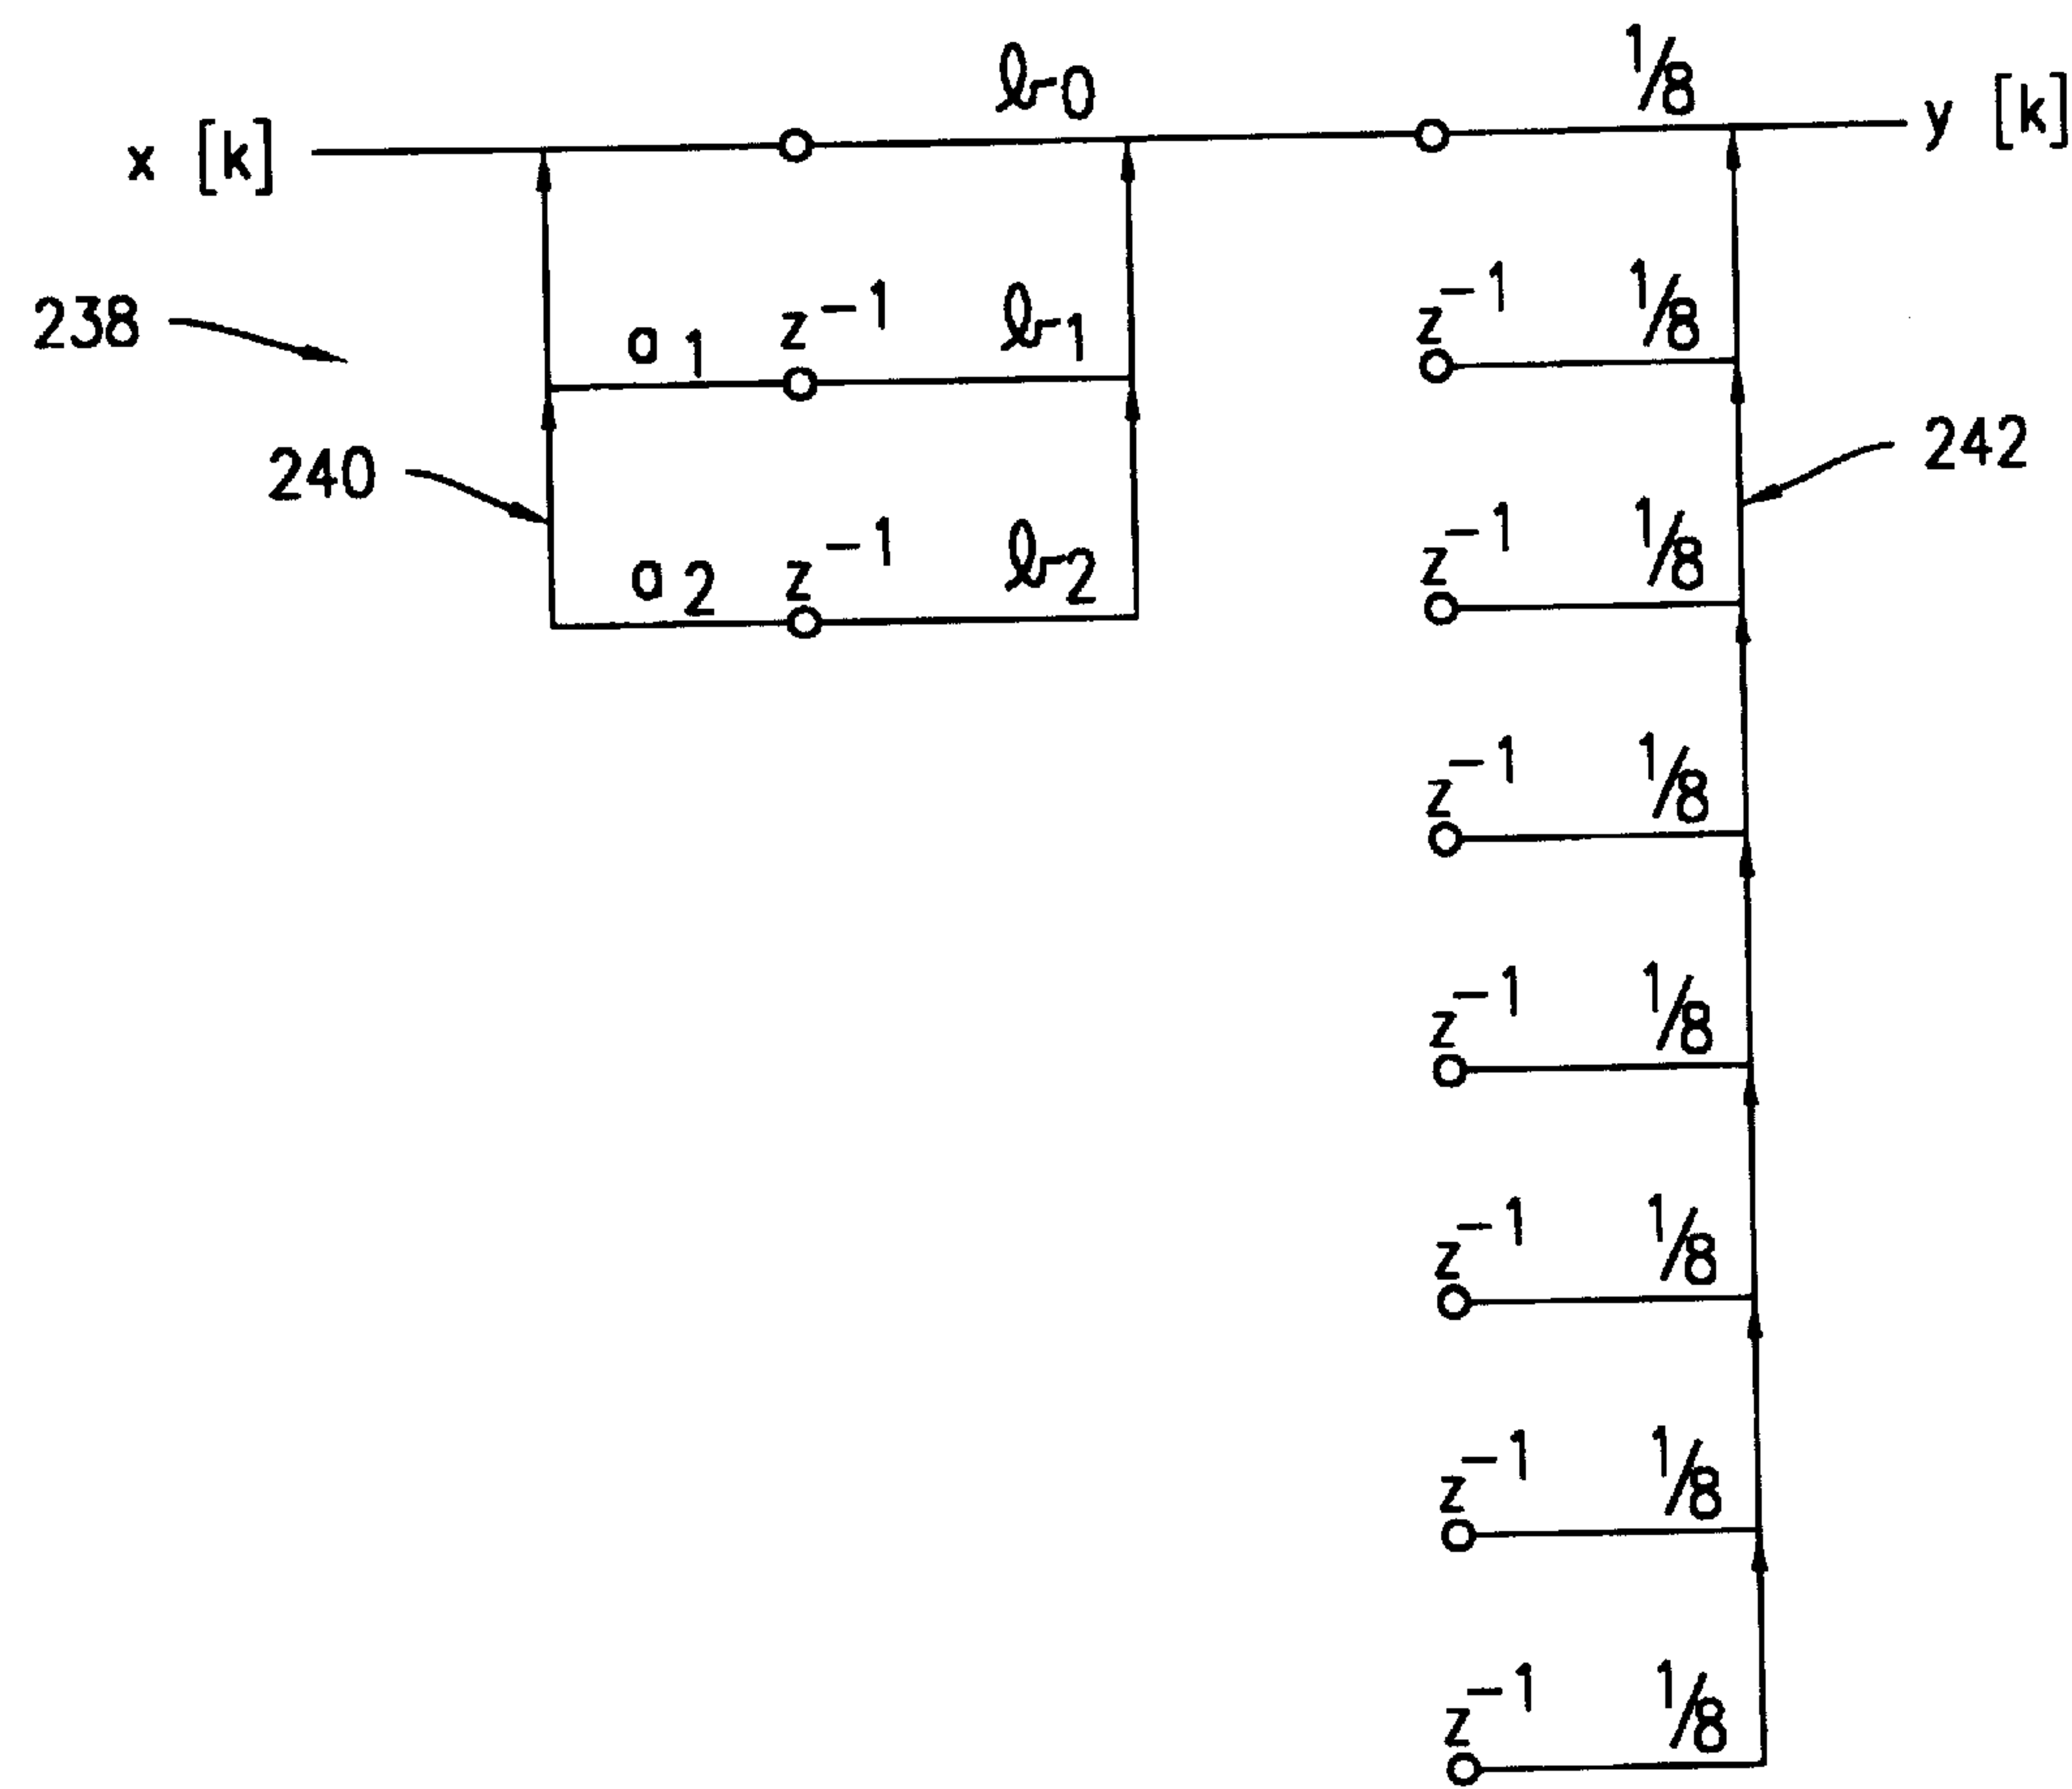 x [k] b0 1/8 y [k]
238 a1 z^-1 b1 z^-1 1/8
240 a2 z^-1 b2 z^-1 1/8 242
z^-1 1/8
z^-1 1/8
z^-1 1/8
z^-1 1/8
z^-1 1/8